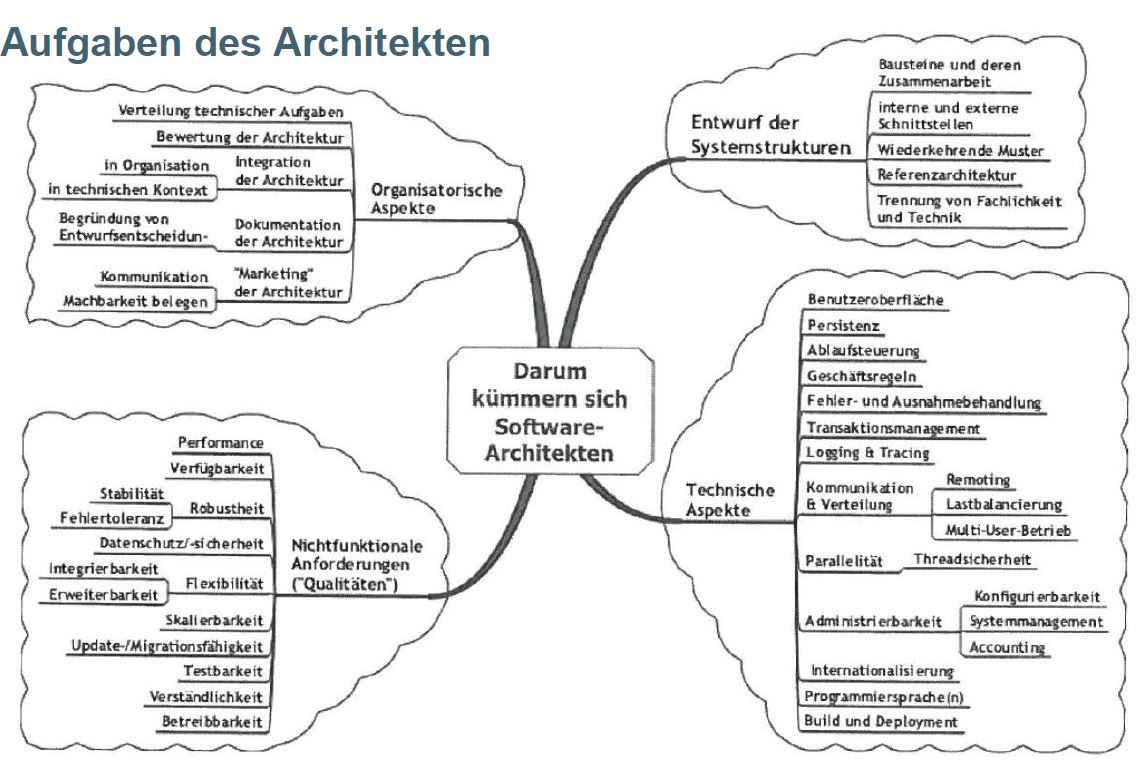 Aufgaben des Architekten
Verteilung technischer Aufgaben
Bewertung der Architektur
in Organisation
in technischen Kontext
Integration
der Architektur
Begründung von
Entwurfsentscheidun-
Dokumentation
der Architektur
Kommunikation
Machbarkeit belegen
"Marketing"
der Architektur
Organisatorische
Aspekte
Entwurf der
Systemstrukturen
Bausteine und deren
Zusammenarbeit
interne und externe
Schnittstellen
Wiederkehrende Muster
Referenzarchitektur
Trennung von Fachlichkeit
und Technik
Darum
kümmern sich
Software-
Architekten
Performance
Verfügbarkeit
Stabilität
Fehlertoleranz
Robustheit
Datenschutz/-sicherheit
Integrierbarkeit
Erweiterbarkeit
Flexibilität
Skalierbarkeit
Update-/Migrationsfähigkeit
Testbarkeit
Verständlichkeit
Betreibbarkeit
Nichtfunktionale
Anforderungen
("Qualitäten")
Technische
Aspekte
Benutzeroberfläche
Persistenz
Ablaufsteuerung
Geschäftsregeln
Fehler- und Ausnahmebehandlung
Transaktionsmanagement
Logging & Tracing
Kommunikation
& Verteilung
Remoting
Lastbalancierung
Multi-User-Betrieb
Parallelität
Threadsicherheit
Administrierbarkeit
Konfigurierbarkeit
Systemmanagement
Accounting
Internationalisierung
Programmiersprache(n)
Build und Deployment